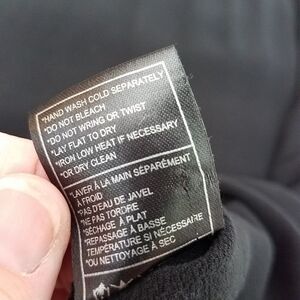 *HAND WASH COLD SEPARATELY
*DO NOT BLEACH
*DO NOT WRING OR TWIST
*LAY FLAT TO DRY
*IRON LOW HEAT IF NECESSARY
*OR DRY CLEAN
*LAVER À LA MAIN SÉPARÉMENT
À FROID
*PAS D'EAU DE JAVEL
*NE PAS TORDRE
*SÉCHAGE À PLAT
*REPASSAGE À BASSE
TEMPÉRATURE SI NÉCESSAIRE
*OU NETTOYAGE À SEC